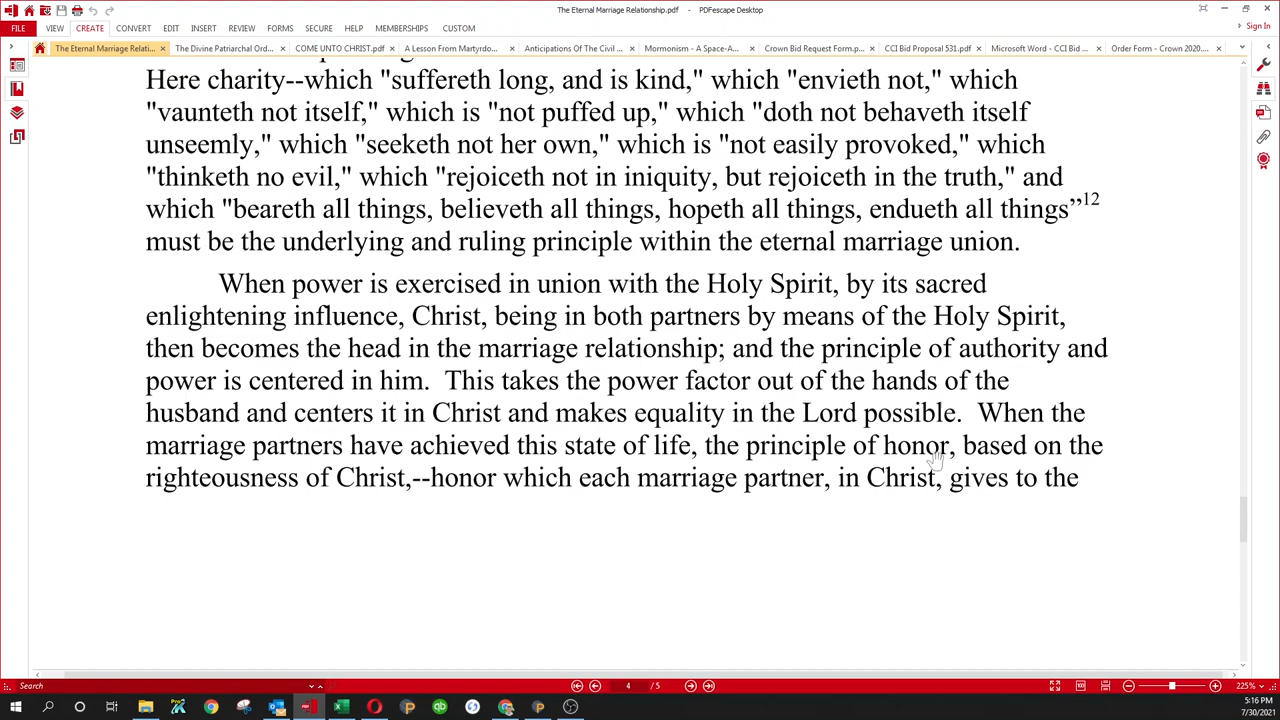 The Eternal Marriage Relationship.pdf - PDFescape Desktop
Sign In
FILE VIEW CREATE CONVERT EDIT INSERT REVIEW FORMS SECURE HELP MEMBERSHIPS CUSTOM
The Eternal Marriage Relati... The Divine Patriarchal Ord... COME UNTO CHRIST.pdf A Lesson From Martyrdo... Anticipations Of The Civil ... Mormonism - A Space-A... Crown Bid Request Form.p... CCI Bid Proposal 531.pdf Microsoft Word - CCI Bid ... Order Form - Crown 2020....
Here charity--which "suffereth long, and is kind," which "envieth not," which
"vaunteth not itself," which is "not puffed up," which "doth not behaveth itself
unseemly," which "seeketh not her own," which is "not easily provoked," which
"thinketh no evil," which "rejoiceth not in iniquity, but rejoiceth in the truth," and
which "beareth all things, believeth all things, hopeth all things, endueth all things”12
must be the underlying and ruling principle within the eternal marriage union.
When power is exercised in union with the Holy Spirit, by its sacred
enlightening influence, Christ, being in both partners by means of the Holy Spirit,
then becomes the head in the marriage relationship; and the principle of authority and
power is centered in him. This takes the power factor out of the hands of the
husband and centers it in Christ and makes equality in the Lord possible. When the
marriage partners have achieved this state of life, the principle of honor, based on the
righteousness of Christ,--honor which each marriage partner, in Christ, gives to the
Search 4 / 5 225%
5:16 PM
7/30/2021